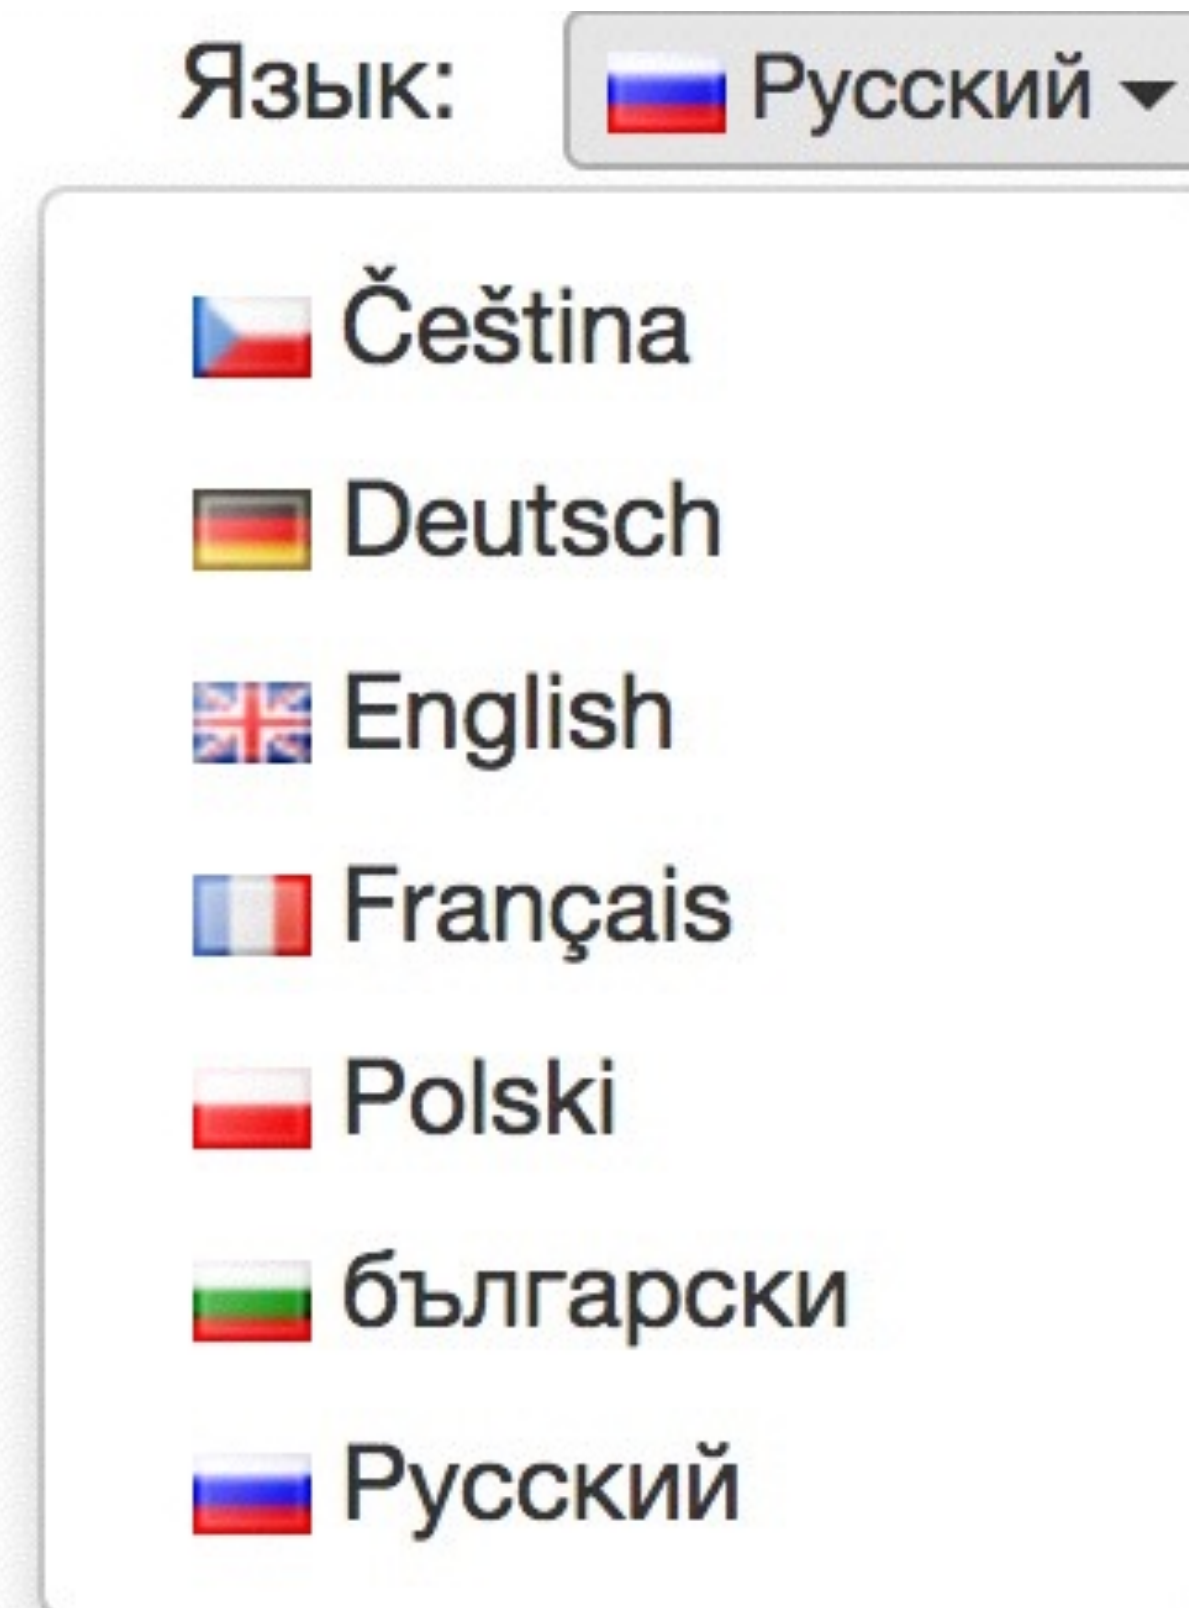 Язык: Русский
Čeština
Deutsch
English
Français
Polski
български
Русский